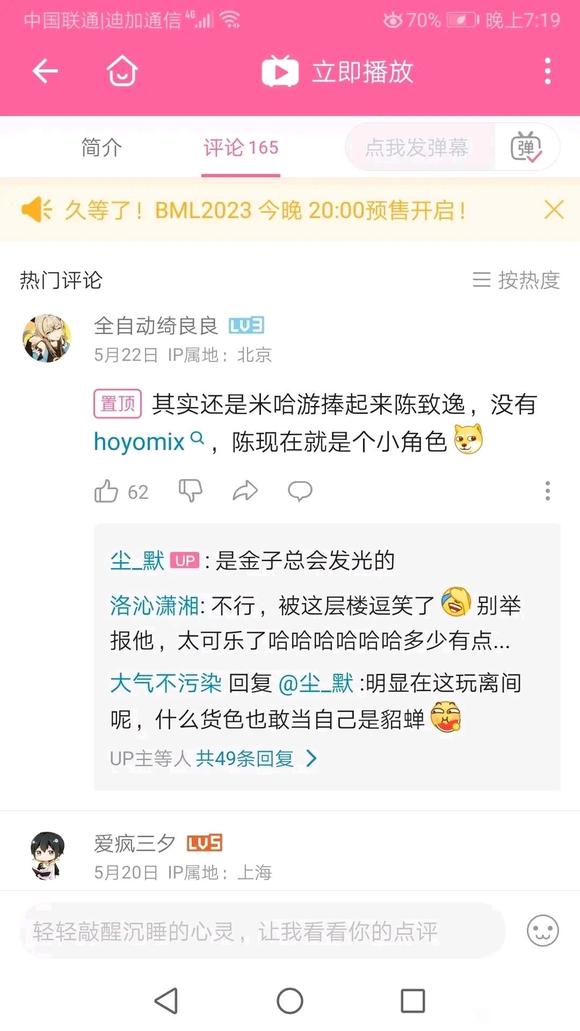 中国联通|迪加通信 4G 70% 晚上7:19
立即播放
简介 评论 165 点我发弹幕 弹
久等了！BML2023 今晚 20:00预售开启！
热门评论 按热度
全自动绮良良 LV3
5月22日 IP属地：北京
置顶 其实还是米哈游捧起来陈致逸，没有
hoyomix，陈现在就是个小角色
62
尘_默 UP：是金子总会发光的
洛沁潇湘: 不行，被这层楼逗笑了 别举
报他，太可乐了哈哈哈哈哈哈多少有点...
大气不污染 回复 @尘_默 :明显在这玩离间
呢，什么货色也敢当自己是貂蝉
UP主等人 共49条回复
爱疯三夕 LV5
5月20日 IP属地：上海
轻轻敲醒沉睡的心灵，让我看看你的点评